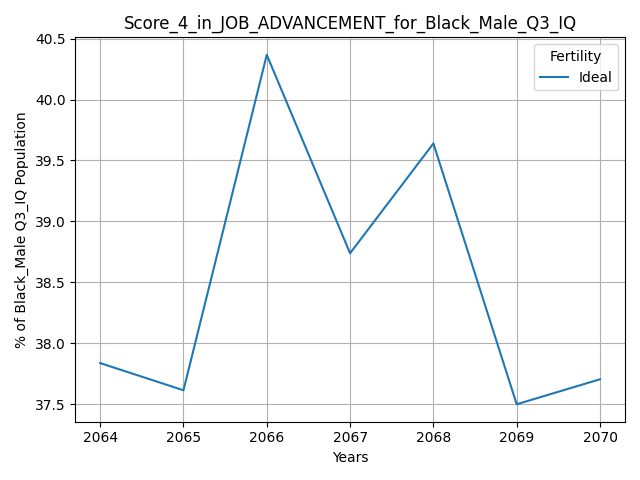 Score_4_in_JOB_ADVANCEMENT_for_Black_Male_Q3_IQ
Fertility
Ideal
% of Black_Male Q3_IQ Population
40.5
40.0
39.5
39.0
38.5
38.0
37.5
2064 2065 2066 2067 2068 2069 2070
Years